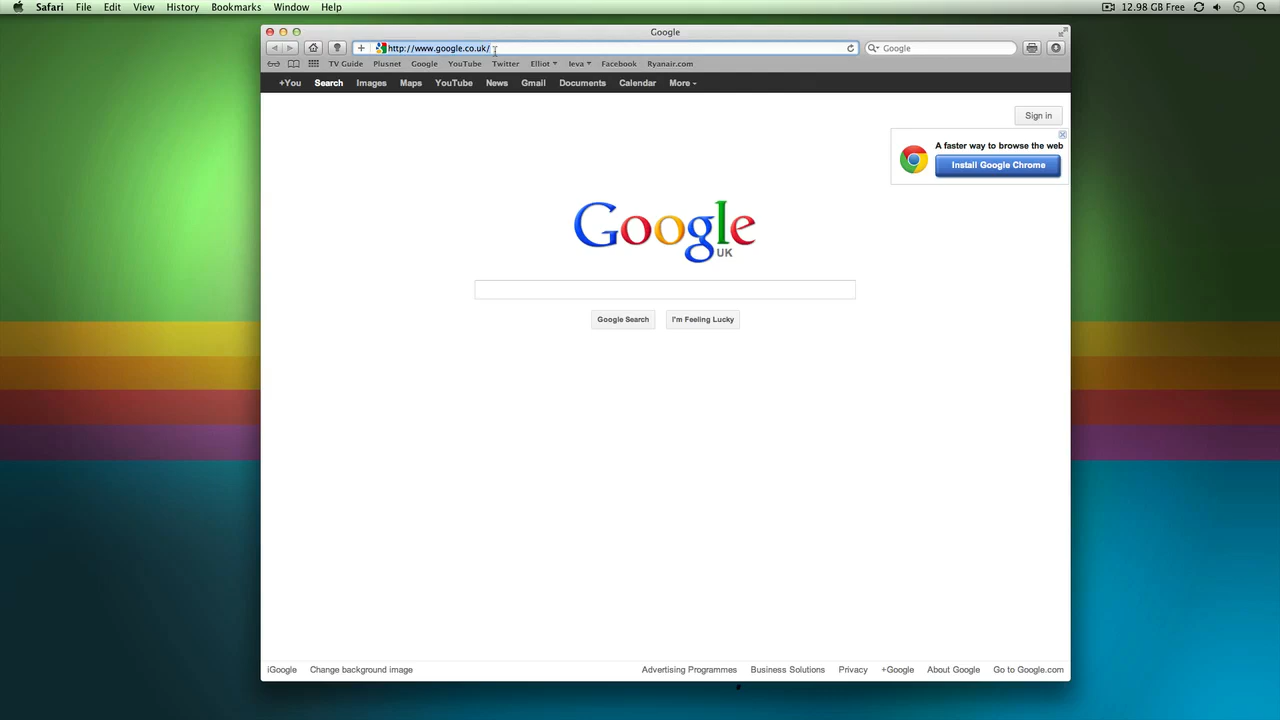 Safari File Edit View History Bookmarks Window Help 12.98 GB Free
Google
http://www.google.co.uk/ Google
TV Guide Plusnet Google YouTube Twitter Elliot Ieva Facebook Ryanair.com
+You Search Images Maps YouTube News Gmail Documents Calendar More
Sign in
A faster way to browse the web
Install Google Chrome
Google
UK
Google Search I'm Feeling Lucky
iGoogle Change background image Advertising Programmes Business Solutions Privacy +Google About Google Go to Google.com